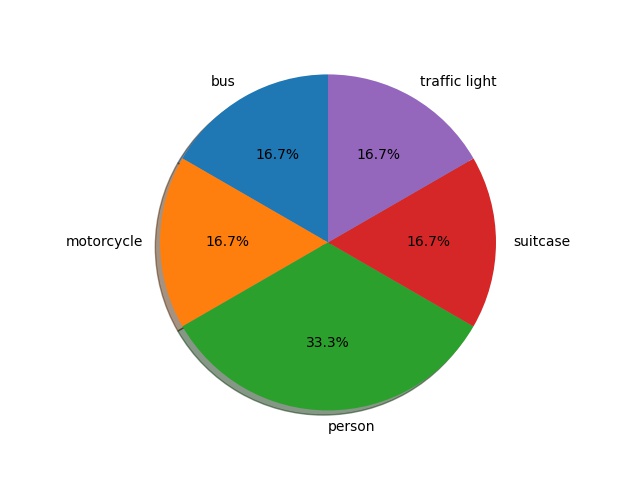 bus
traffic light
16.7%
16.7%
motorcycle
16.7%
16.7%
suitcase
33.3%
person